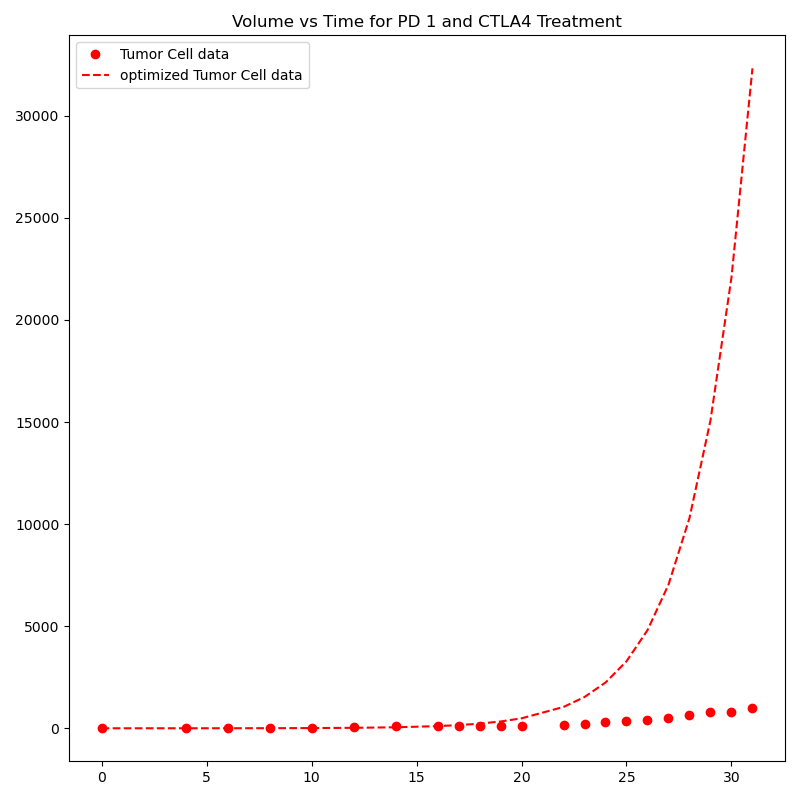 Volume vs Time for PD 1 and CTLA4 Treatment
Tumor Cell data
optimized Tumor Cell data
30000
25000
20000
15000
10000
5000
0
0 5 10 15 20 25 30